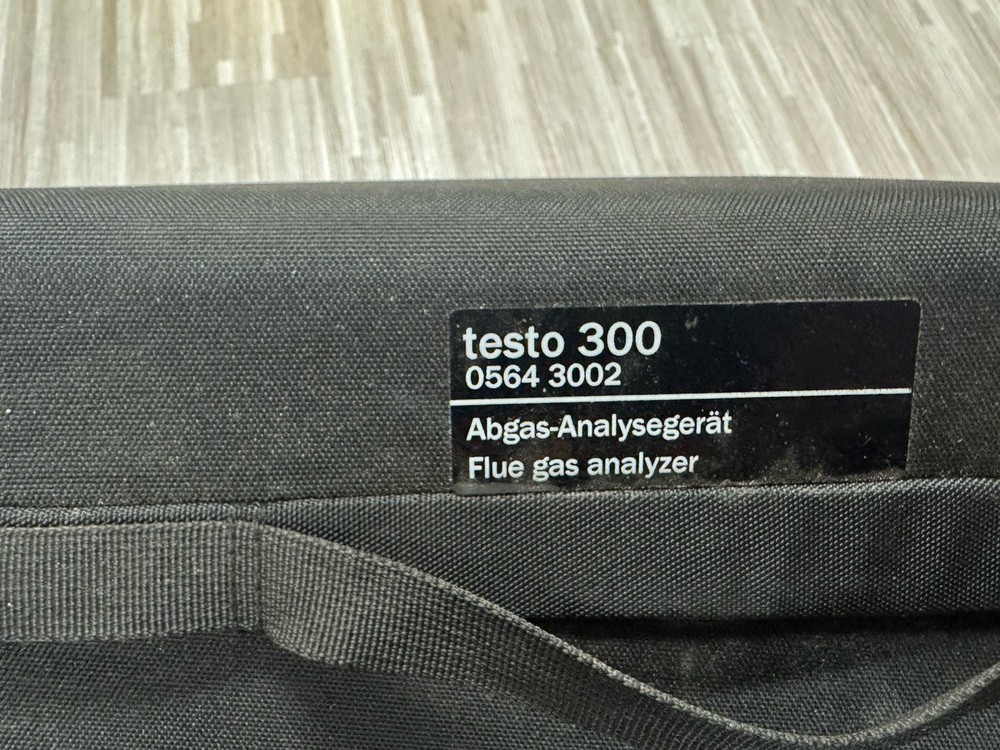 testo 300
0564 3002
Abgas-Analysegerät
Flue gas analyzer